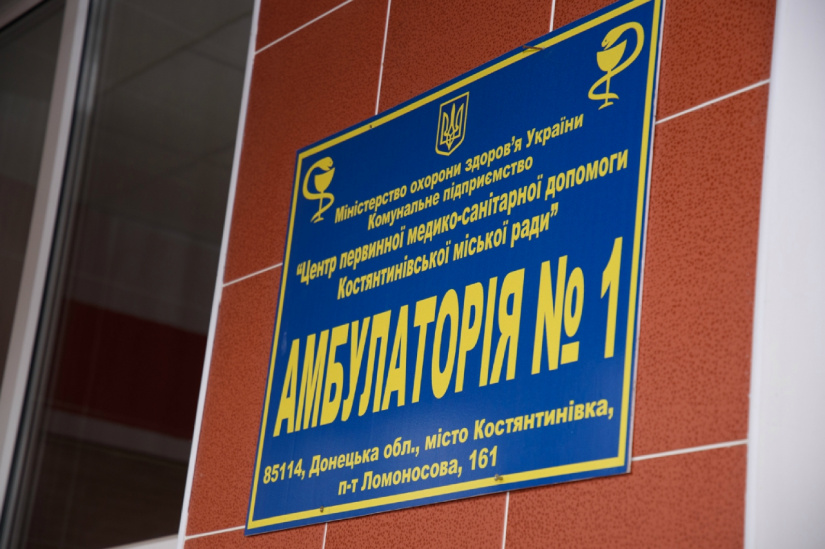 Міністерство охорони здоров'я України
Комунальне підприємство
“Центр первинної медико-санітарної допомоги
Костянтинівської міської ради”
АМБУЛАТОРІЯ № 1
85114, Донецька обл., місто Костянтинівка,
п-т Ломоносова, 161